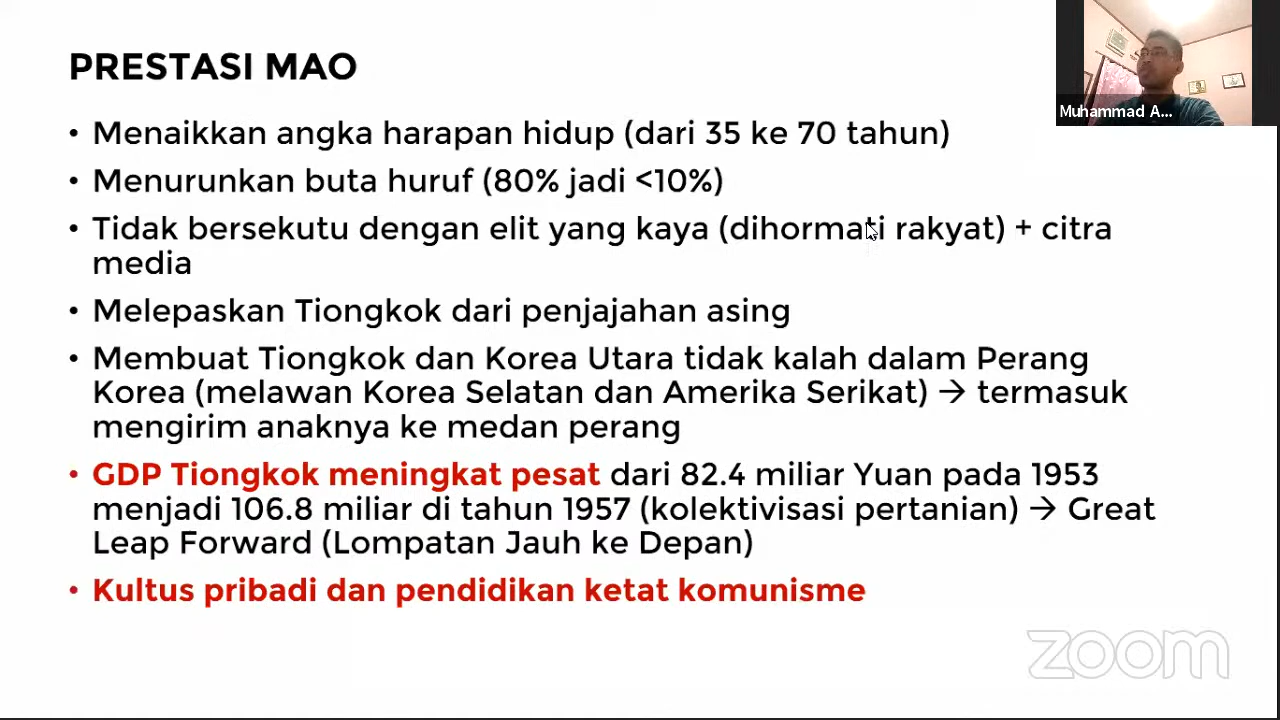 PRESTASI MAO
Muhammad A...
• Menaikkan angka harapan hidup (dari 35 ke 70 tahun)
• Menurunkan buta huruf (80% jadi <10%)
• Tidak bersekutu dengan elit yang kaya (dihormati rakyat) + citra
media
• Melepaskan Tiongkok dari penjajahan asing
• Membuat Tiongkok dan Korea Utara tidak kalah dalam Perang
Korea (melawan Korea Selatan dan Amerika Serikat) → termasuk
mengirim anaknya ke medan perang
• GDP Tiongkok meningkat pesat dari 82.4 miliar Yuan pada 1953
menjadi 106.8 miliar di tahun 1957 (kolektivisasi pertanian) → Great
Leap Forward (Lompatan Jauh ke Depan)
• Kultus pribadi dan pendidikan ketat komunisme
zoom